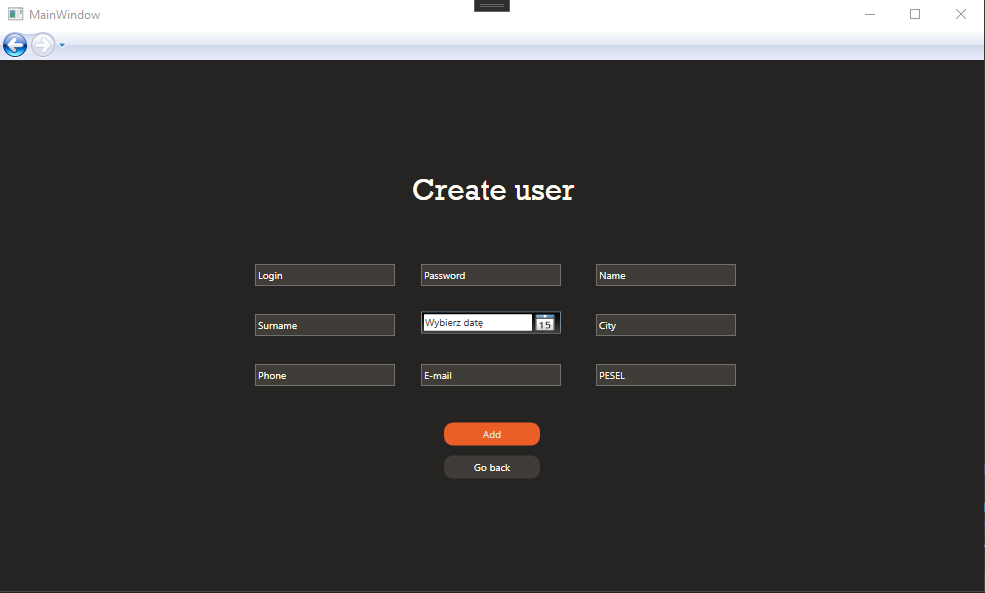 MainWindow
Create user
Login
Password
Name
Surname
Wybierz datę
15
City
Phone
E-mail
PESEL
Add
Go back